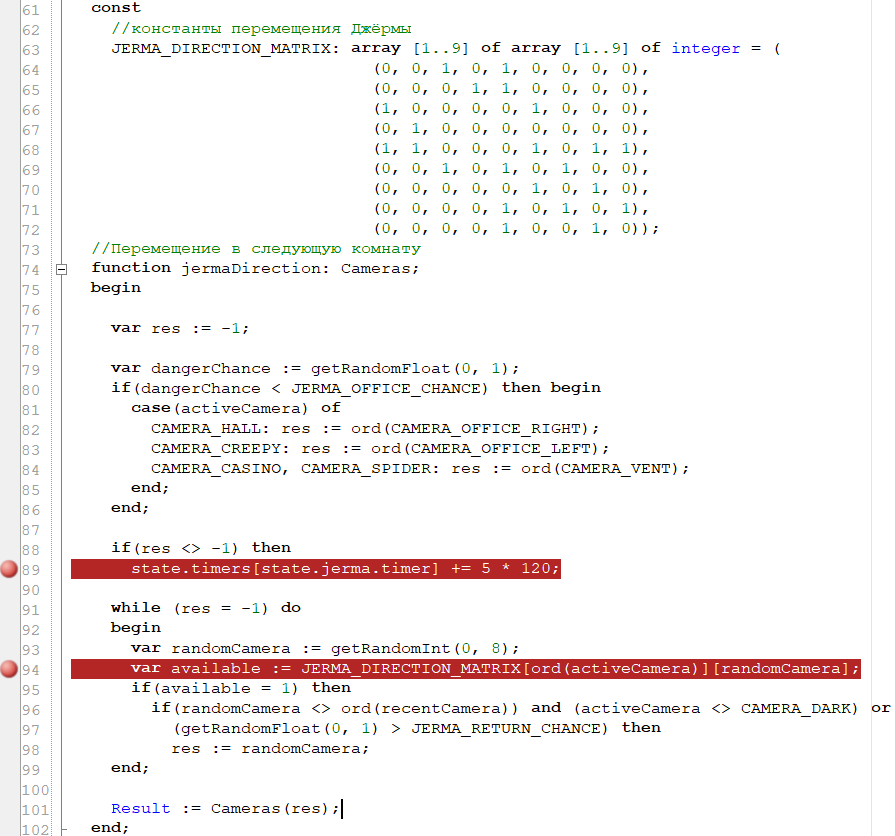 61 const
62 //константы перемещения Джёрмы
63 JERMA_DIRECTION_MATRIX: array [1..9] of array [1..9] of integer = (
64 (0, 0, 1, 0, 1, 0, 0, 0, 0),
65 (0, 0, 0, 1, 1, 0, 0, 0, 0),
66 (1, 0, 0, 0, 0, 1, 0, 0, 0),
67 (0, 1, 0, 0, 0, 0, 0, 0, 0),
68 (1, 1, 0, 0, 0, 1, 0, 1, 1),
69 (0, 0, 1, 0, 1, 0, 1, 0, 0),
70 (0, 0, 0, 0, 0, 1, 0, 1, 0),
71 (0, 0, 0, 0, 1, 0, 1, 0, 1),
72 (0, 0, 0, 0, 1, 0, 0, 1, 0));
73 //Перемещение в следующую комнату
74 function jermaDirection: Cameras;
75 begin
76
77 var res := -1;
78
79 var dangerChance := getRandomFloat(0, 1);
80 if(dangerChance < JERMA_OFFICE_CHANCE) then begin
81 case(activeCamera) of
82 CAMERA_HALL: res := ord(CAMERA_OFFICE_RIGHT);
83 CAMERA_CREEPY: res := ord(CAMERA_OFFICE_LEFT);
84 CAMERA_CASINO, CAMERA_SPIDER: res := ord(CAMERA_VENT);
85 end;
86 end;
87
88 if(res <> -1) then
89 state.timers[state.jerma.timer] += 5 * 120;
90
91 while (res = -1) do
92 begin
93 var randomCamera := getRandomInt(0, 8);
94 var available := JERMA_DIRECTION_MATRIX[ord(activeCamera)][randomCamera];
95 if(available = 1) then
96 if(randomCamera <> ord(recentCamera)) and (activeCamera <> CAMERA_DARK) or
97 (getRandomFloat(0, 1) > JERMA_RETURN_CHANCE) then
98 res := randomCamera;
99 end;
100
101 Result := Cameras(res);
102 end;